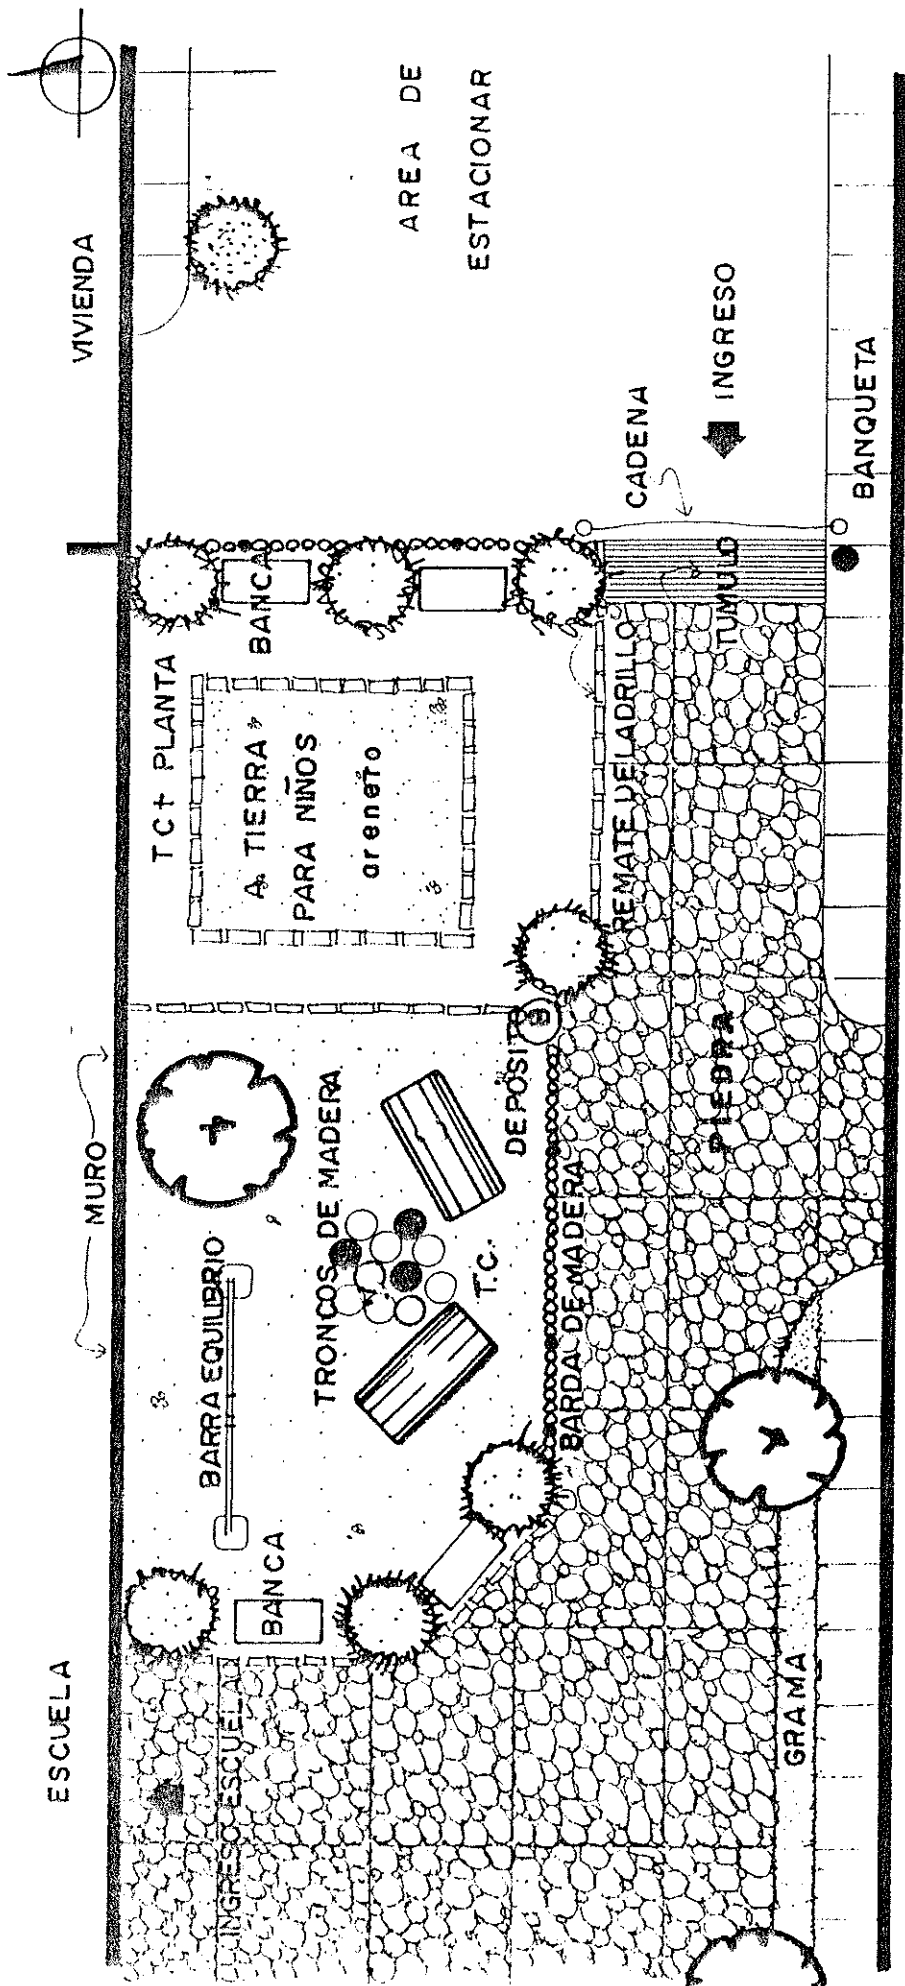 ESCUELA
MURO
VIVIENDA
INGRESO ESCUELA
BANCA
BARRA EQUILIBRIO
TRONCOS DE MADERA
T.C.
TC+ PLANTA
A. TIERRA
PARA NIÑOS
arenero
BANCA
AREA DE
ESTACIONAR
DEPOSITO
B
BARDA DE MADERA
REMATE DE LADRILLO
CADENA
INGRESO
TUMULO
PIEDRA
GRAMA
BANQUETA